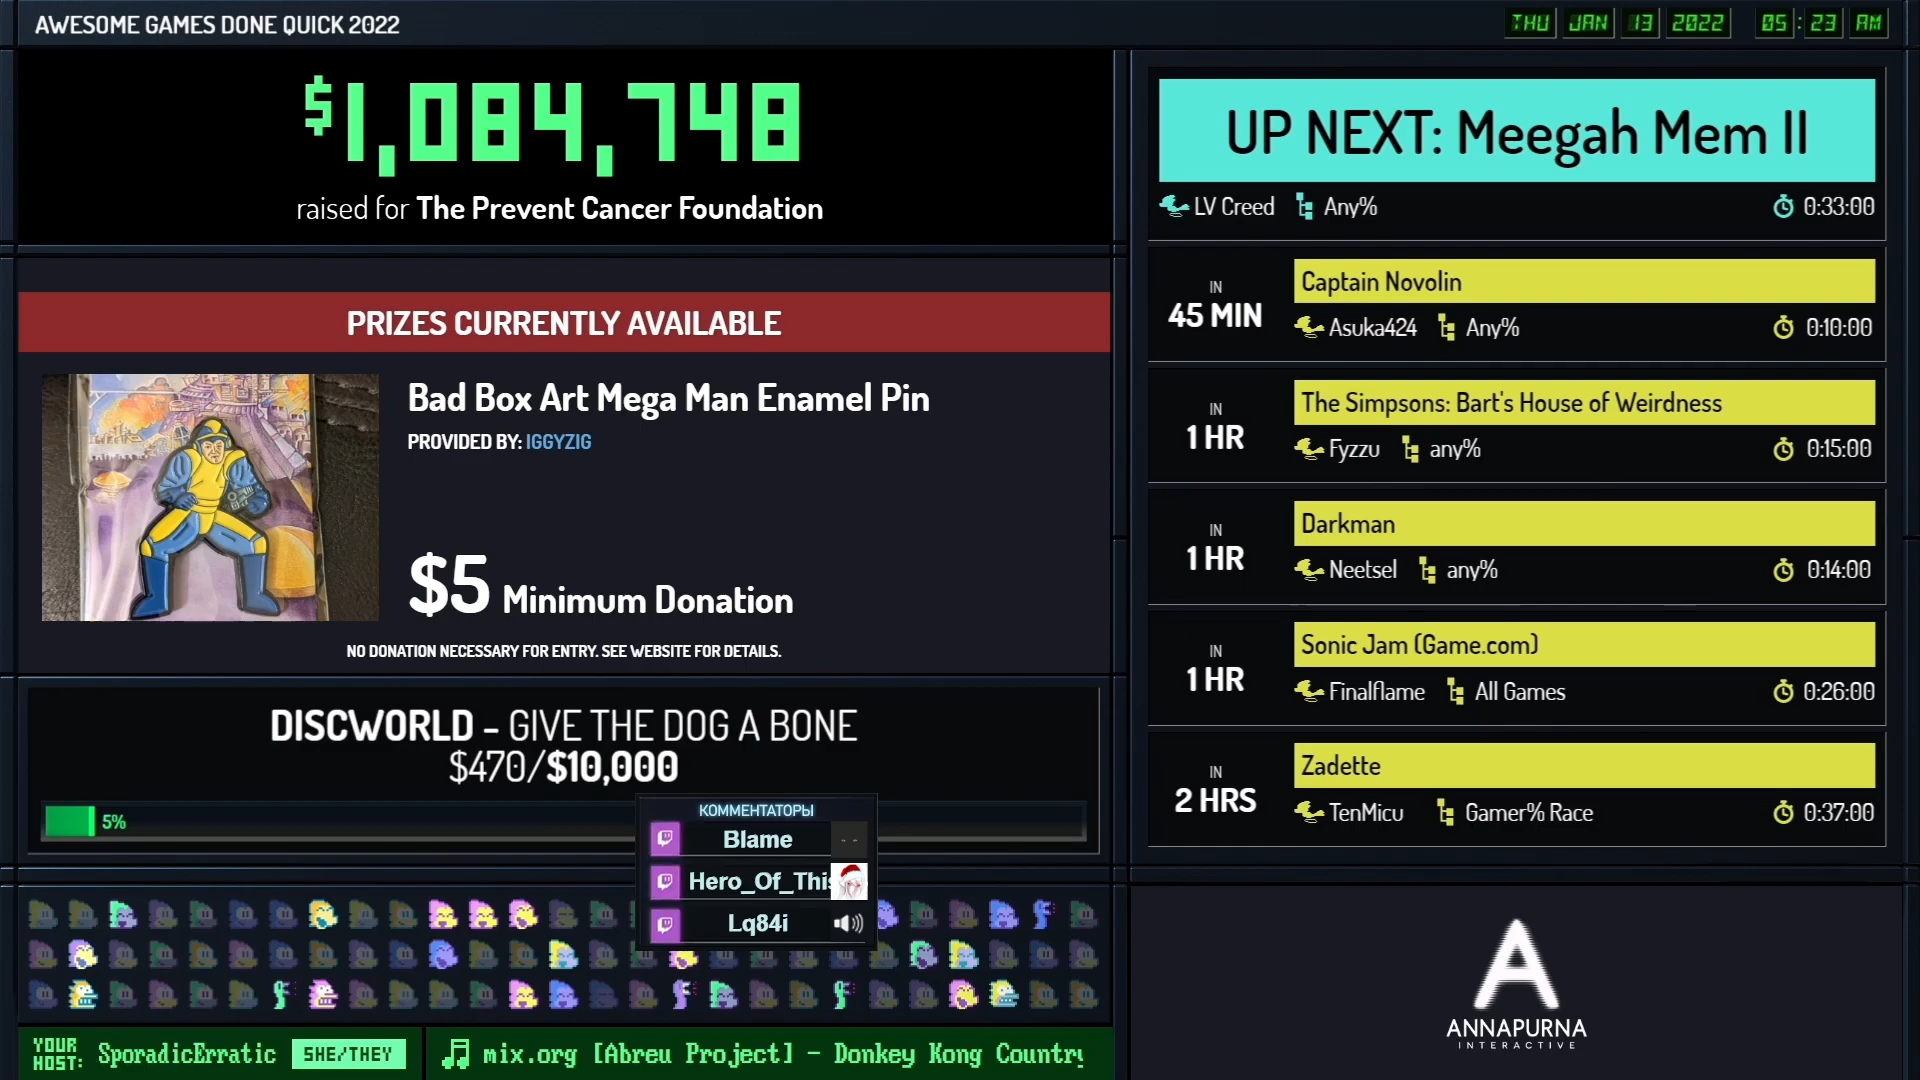 AWESOME GAMES DONE QUICK 2022
THU JAN 13 2022 05:23 AM
$1,084,748
raised for The Prevent Cancer Foundation
PRIZES CURRENTLY AVAILABLE
Bad Box Art Mega Man Enamel Pin
PROVIDED BY: IGGYZIG
$5 Minimum Donation
NO DONATION NECESSARY FOR ENTRY. SEE WEBSITE FOR DETAILS.
DISCWORLD - GIVE THE DOG A BONE
$470/$10,000
5%
КОММЕНТАТОРЫ
Blame
Hero_Of_This
Lq84i
YOUR HOST: SporadicErratic SHE/THEY
mix.org [Abreu Project] - Donkey Kong Country
UP NEXT: Meegah Mem II
LV Creed Any% 0:33:00
IN 45 MIN
Captain Novolin
Asuka424 Any% 0:10:00
IN 1 HR
The Simpsons: Bart's House of Weirdness
Fyzzu any% 0:15:00
IN 1 HR
Darkman
Neetsel any% 0:14:00
IN 1 HR
Sonic Jam (Game.com)
Finalflame All Games 0:26:00
IN 2 HRS
Zadette
TenMicu Gamer% Race 0:37:00
ANNAPURNA
INTERACTIVE